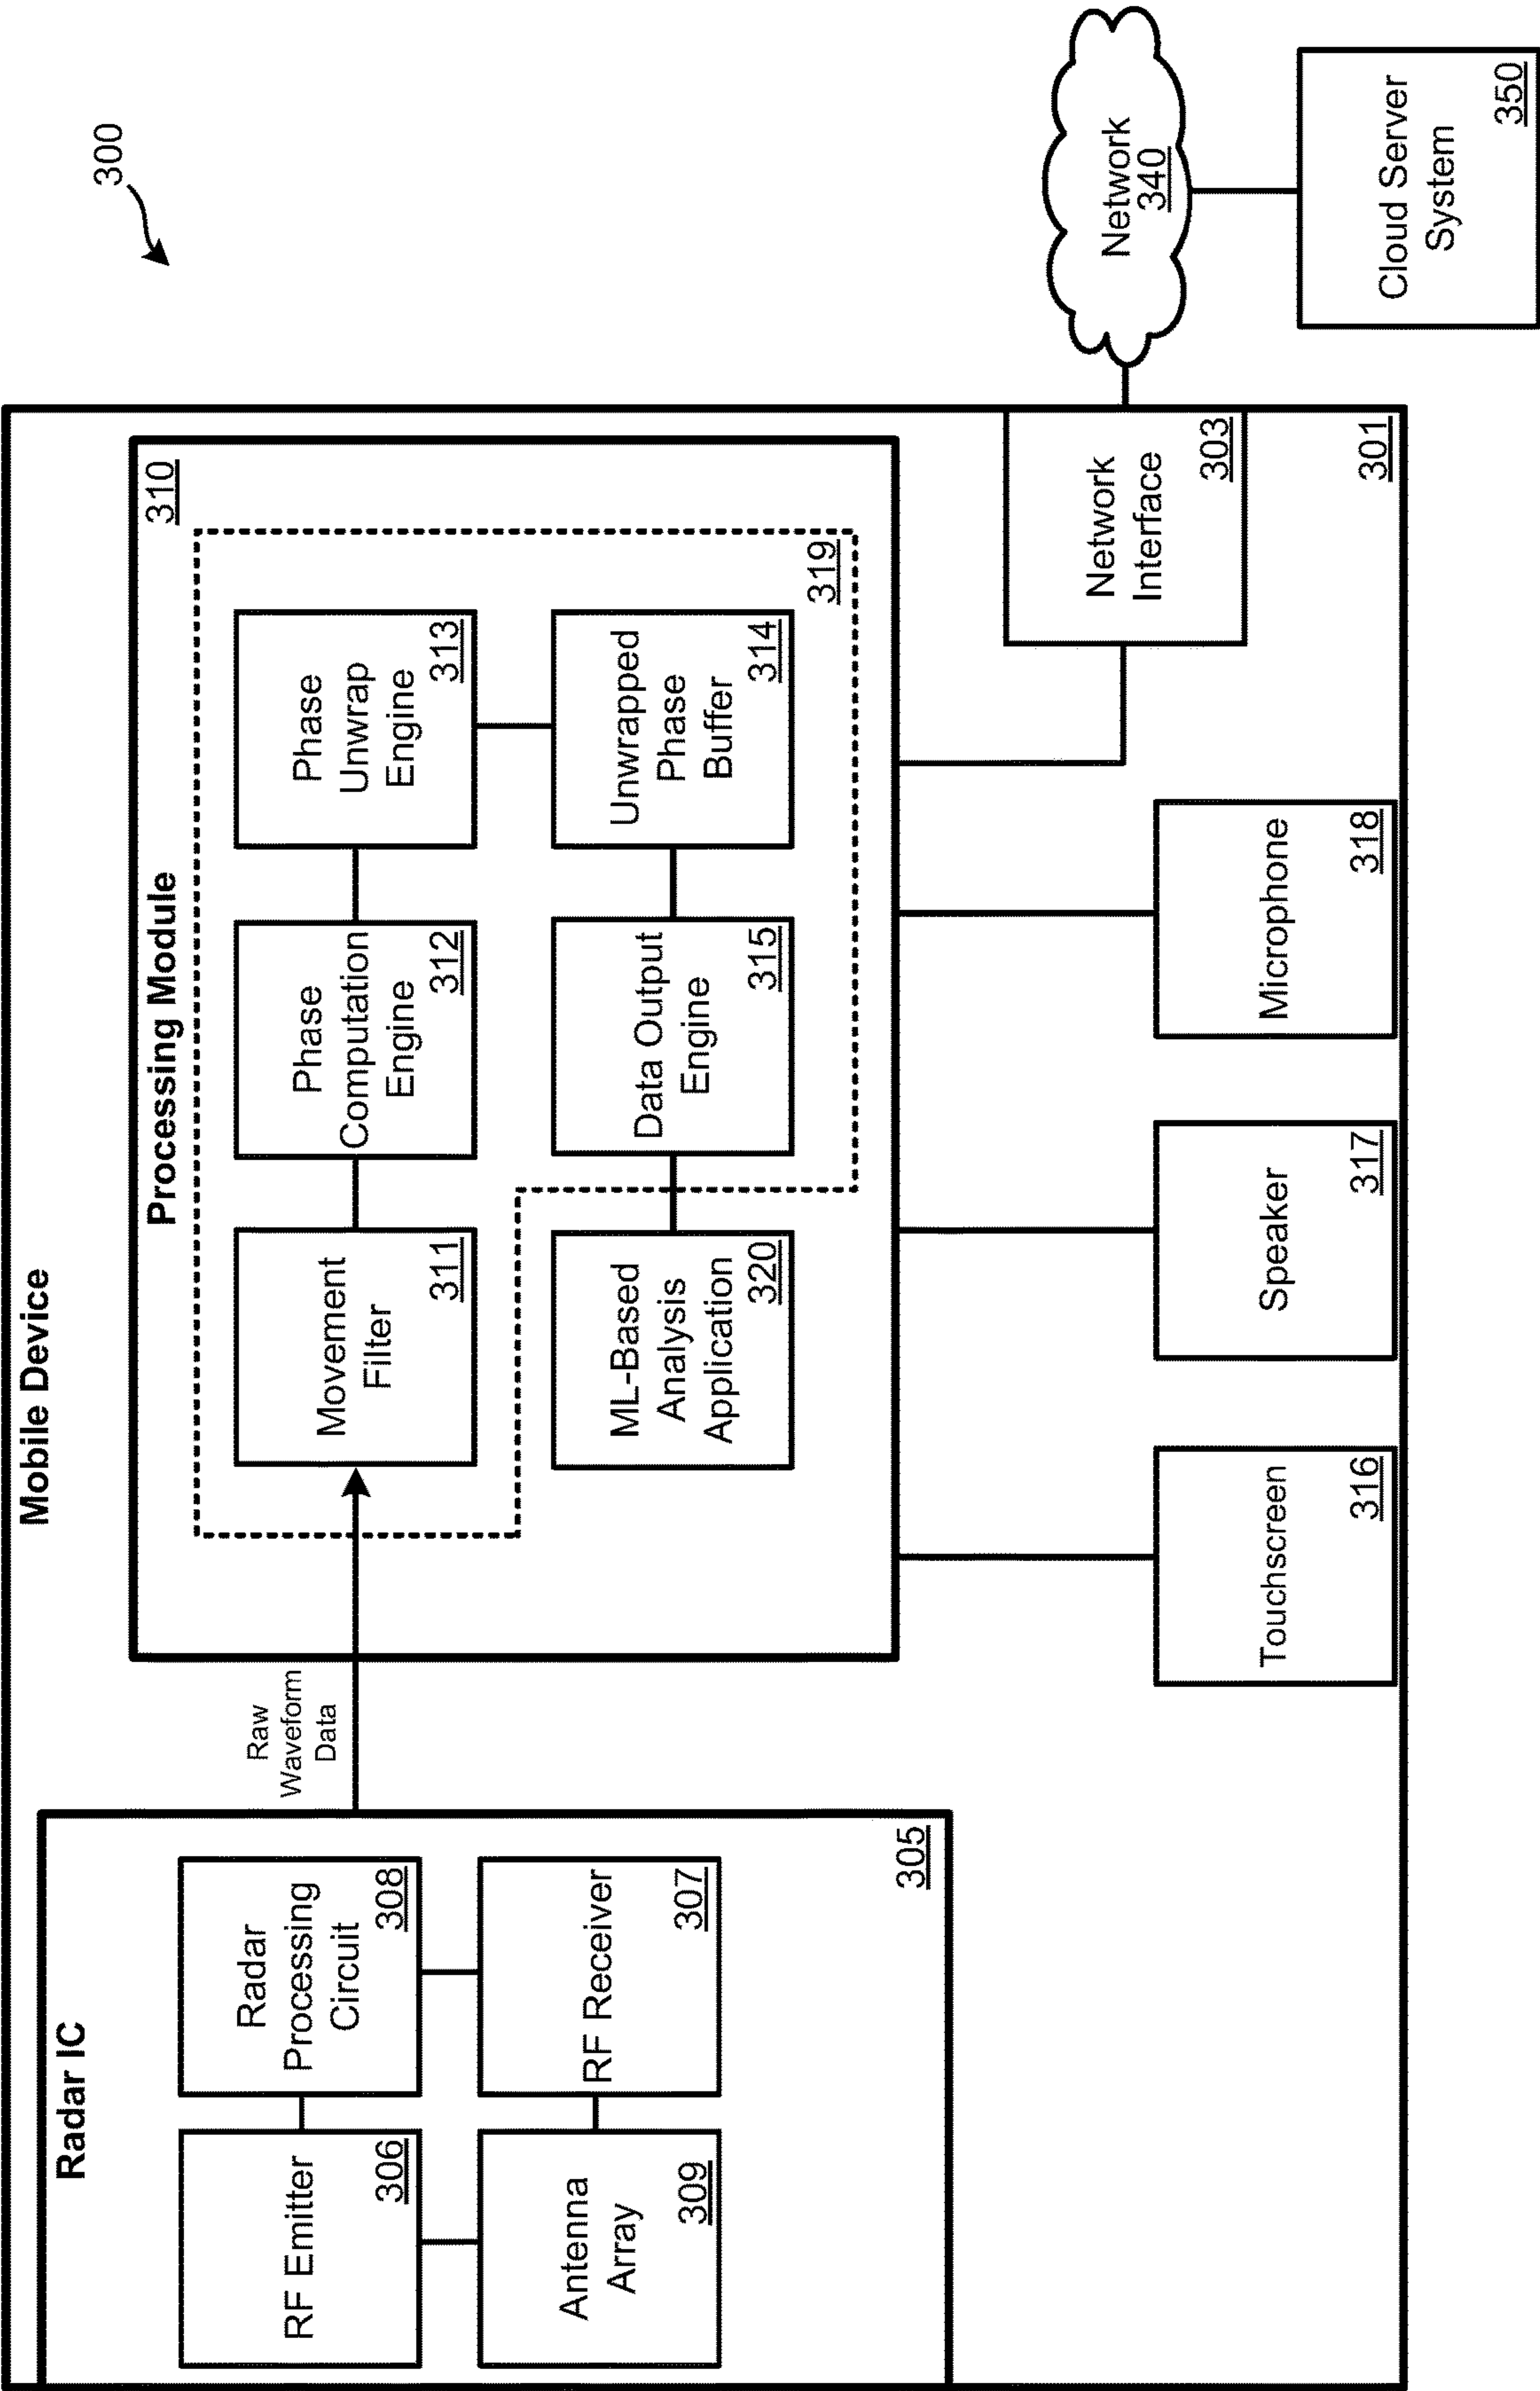 300
Mobile Device
Radar IC
RF Emitter
306
Radar
Processing
Circuit
308
Antenna
Array
309
RF Receiver
307
305
Raw
Waveform
Data
Processing Module
310
Movement
Filter
311
Phase
Computation
Engine
312
Phase
Unwrap
Engine
313
ML-Based
Analysis
Application
320
Data Output
Engine
315
Unwrapped
Phase
Buffer
314
319
Touchscreen
316
Speaker
317
Microphone
318
Network
Interface
303
301
Network
340
Cloud Server
System
350